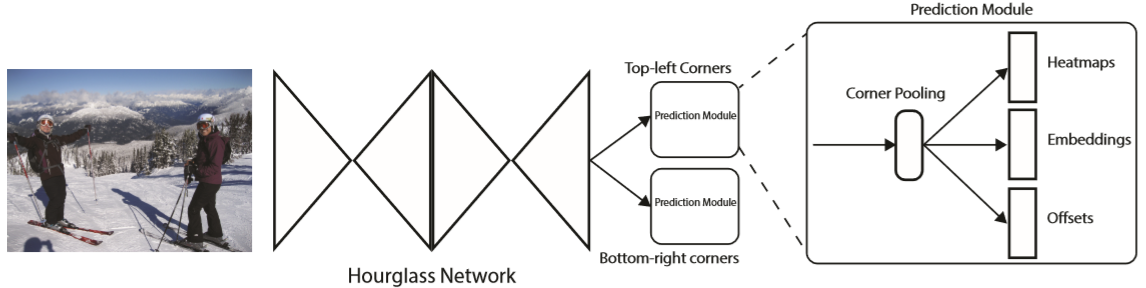 Prediction Module
Top-left Corners
Heatmaps
Corner Pooling
Prediction Module
Embeddings
Prediction Module
Offsets
Bottom-right corners
Hourglass Network